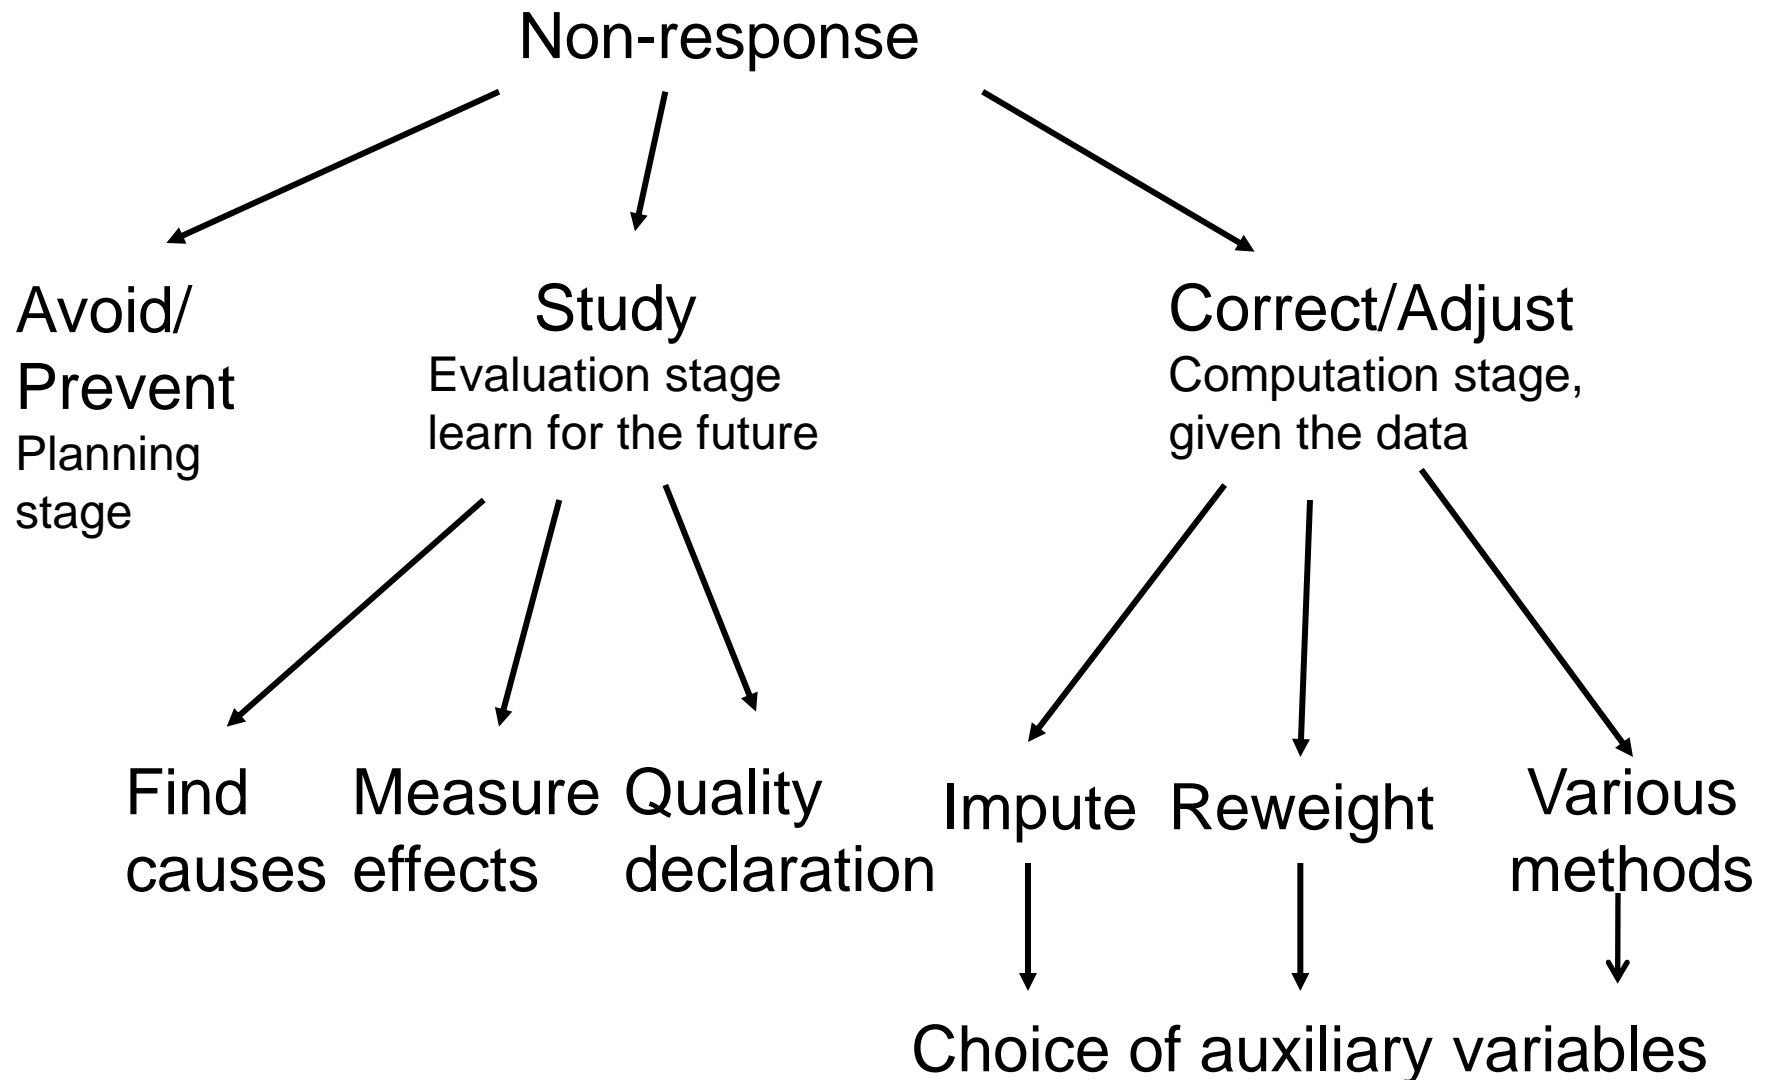 Non-response
Avoid/
Prevent
Planning
stage
Study
Evaluation stage
learn for the future
Correct/Adjust
Computation stage,
given the data
Find
causes
Measure
effects
Quality
declaration
Impute
Reweight
Various
methods
Choice of auxiliary variables